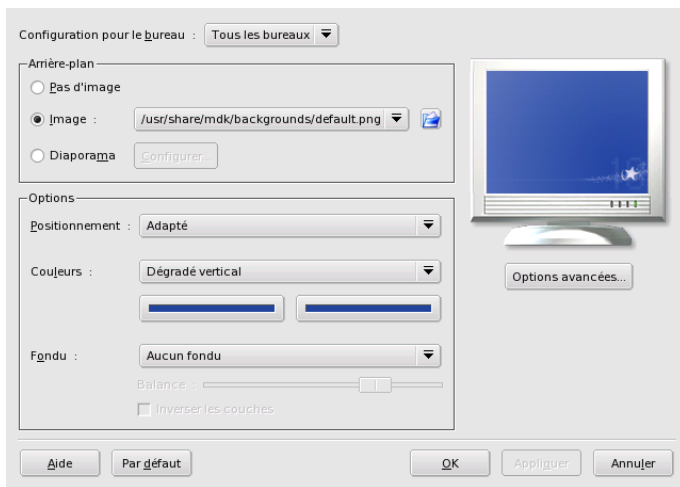 Configuration pour le bureau : Tous les bureaux
Arrière-plan
Pas d'image
Image : /usr/share/mdk/backgrounds/default.png
Diaporama Configurer...
Options
Positionnement : Adapté
Couleurs : Dégradé vertical
Options avancées...
Fondu : Aucun fondu
Balance :
Inverser les couches
Aide Par défaut OK Appliquer Annuler